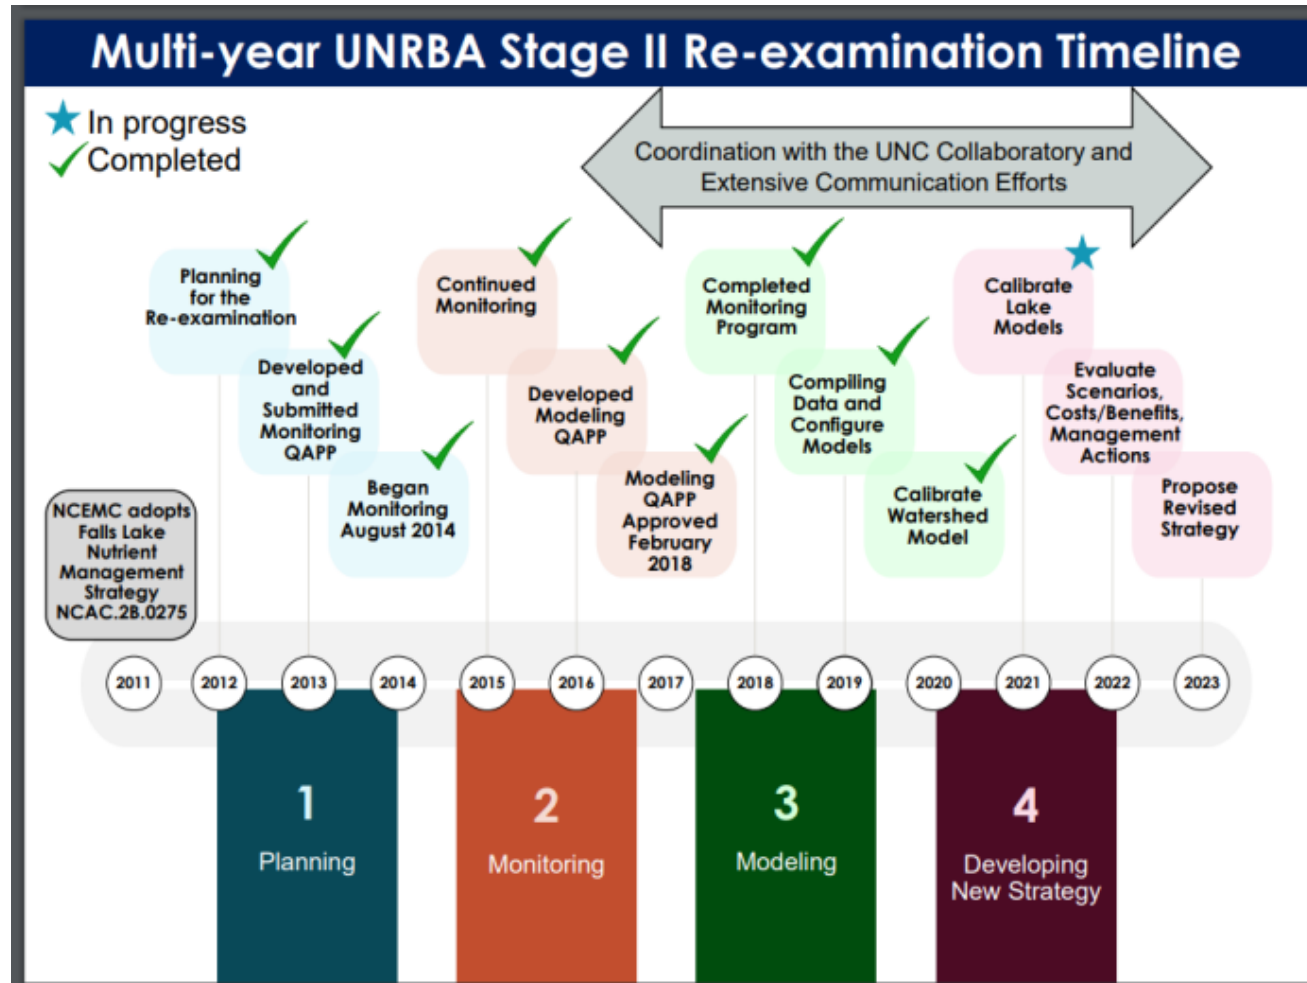 Multi-year UNRBA Stage II Re-examination Timeline
In progress
Completed
Coordination with the UNC Collaboratory and
Extensive Communication Efforts
Planning
for the
Re-examination
Developed
and
Submitted
Monitoring
QAPP
Began
Monitoring
August 2014
Continued
Monitoring
Developed
Modeling
QAPP
Modeling
QAPP
Approved
February
2018
Completed
Monitoring
Program
Compiling
Data and
Configure
Models
Calibrate
Watershed
Model
Calibrate
Lake
Models
Evaluate
Scenarios,
Costs/Benefits,
Management
Actions
Propose
Revised
Strategy
NCEMC adopts
Falls Lake
Nutrient
Management
Strategy
NCAC.2B.0275
2011 2012 2013 2014 2015 2016 2017 2018 2019 2020 2021 2022 2023
1
Planning
2
Monitoring
3
Modeling
4
Developing
New Strategy